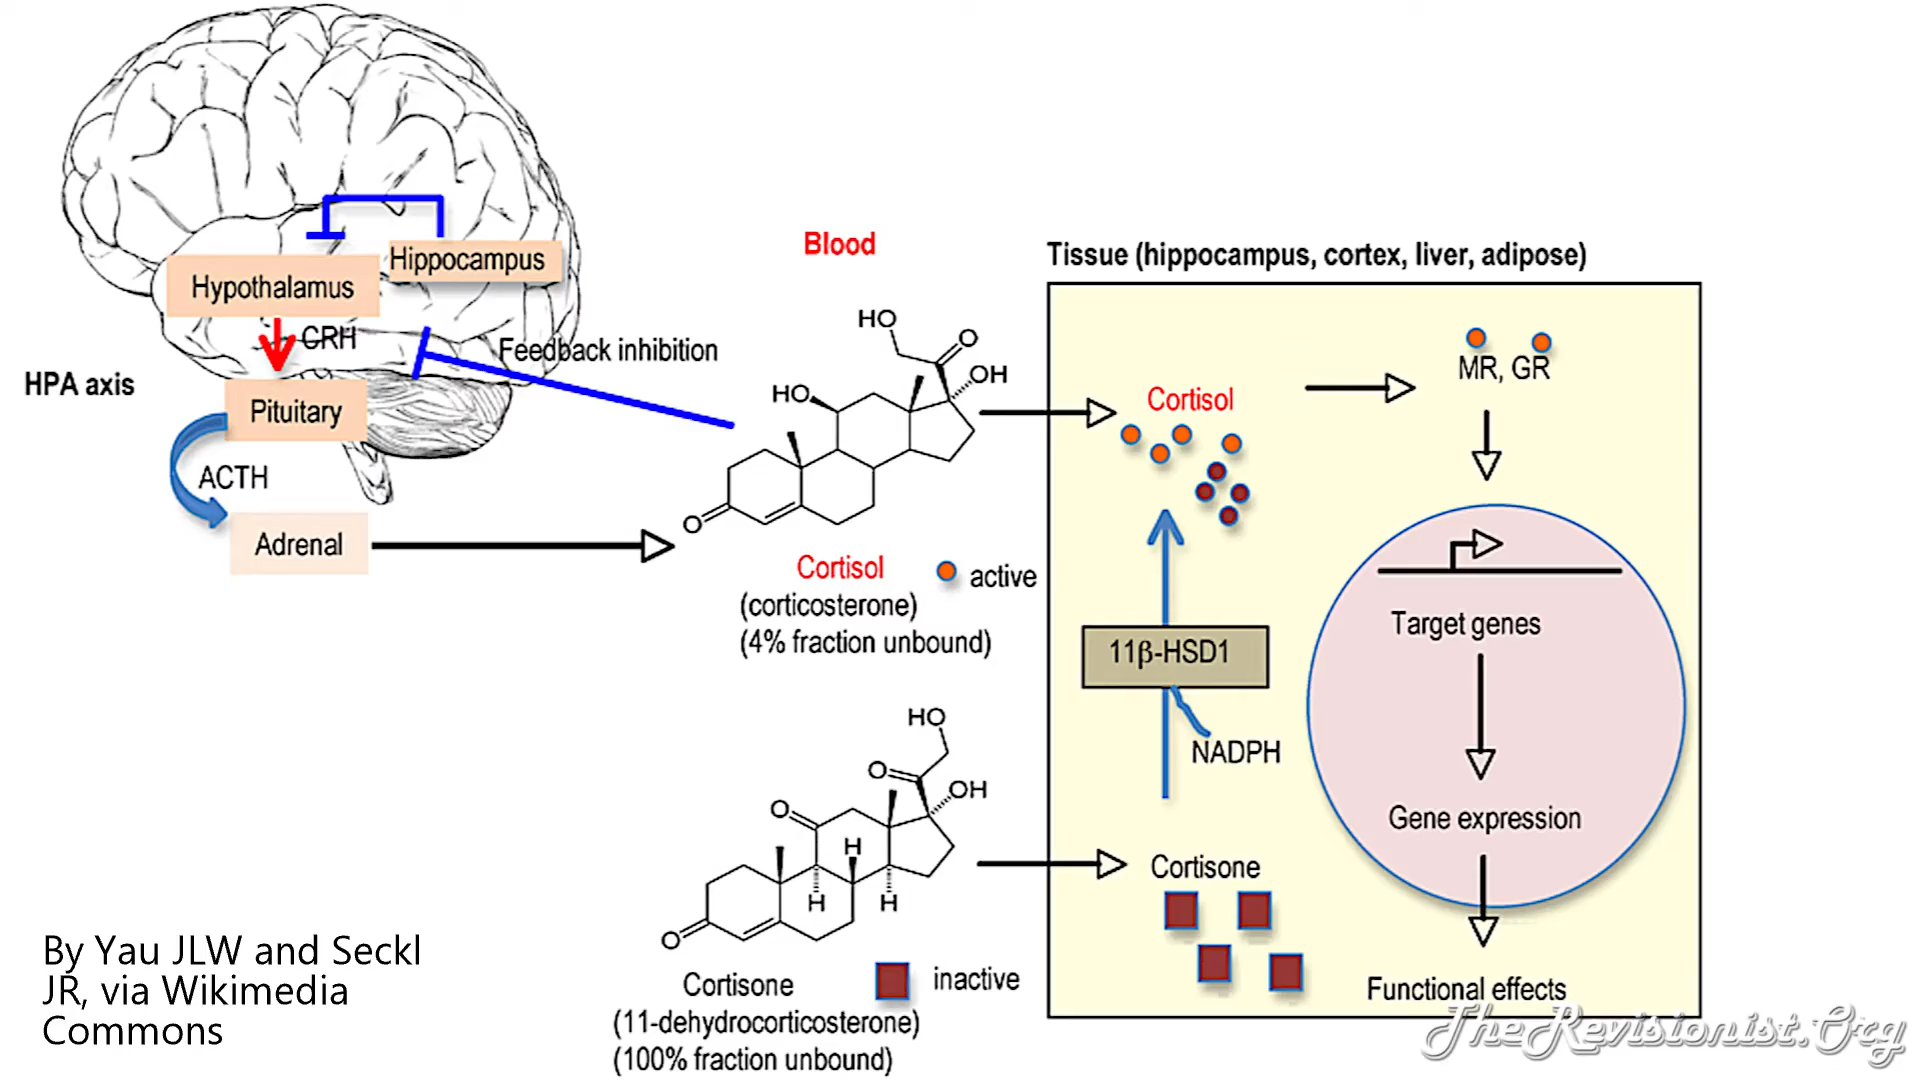 Hypothalamus
Hippocampus
CRH
HPA axis
Pituitary
ACTH
Adrenal
Feedback inhibition
Blood
HO
O
OH
HO
O
Cortisol
active
(corticosterone)
(4% fraction unbound)
HO
O
OH
O
H
H
H
O
Cortisone
inactive
(11-dehydrocorticosterone)
(100% fraction unbound)
Tissue (hippocampus, cortex, liver, adipose)
Cortisol
MR, GR
11β-HSD1
NADPH
Cortisone
Target genes
Gene expression
Functional effects
By Yau JLW and Seckl
JR, via Wikimedia
Commons
TheRevisionist.Org